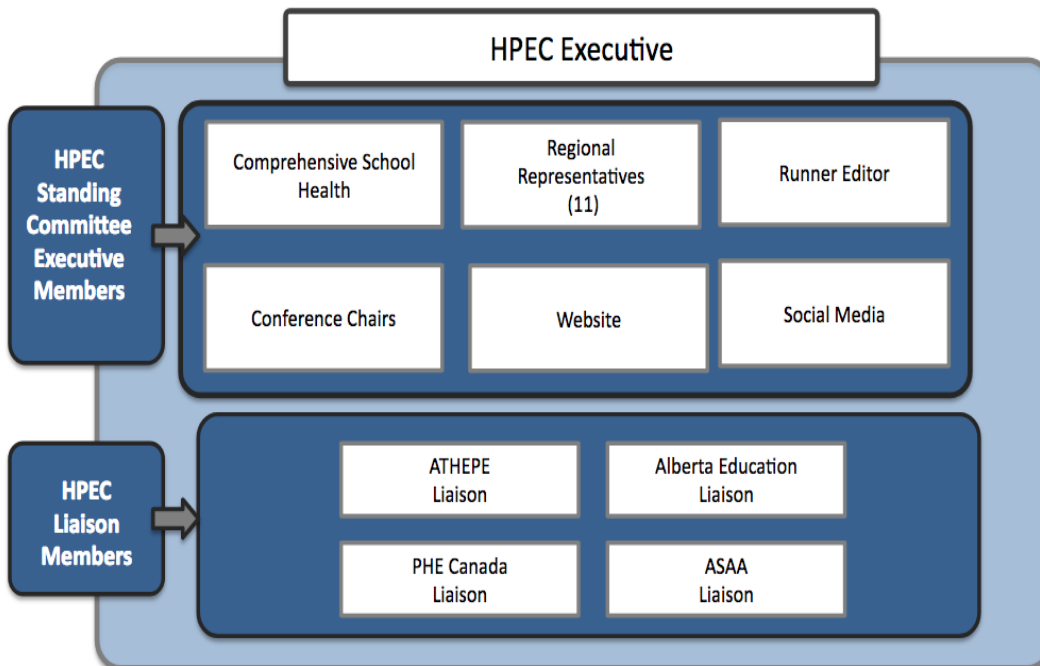 HPEC Executive
HPEC
Standing
Committee
Executive
Members
Comprehensive School
Health
Regional
Representatives
(11)
Runner Editor
Conference Chairs
Website
Social Media
HPEC
Liaison
Members
ATHEPE
Liaison
Alberta Education
Liaison
PHE Canada
Liaison
ASAA
Liaison